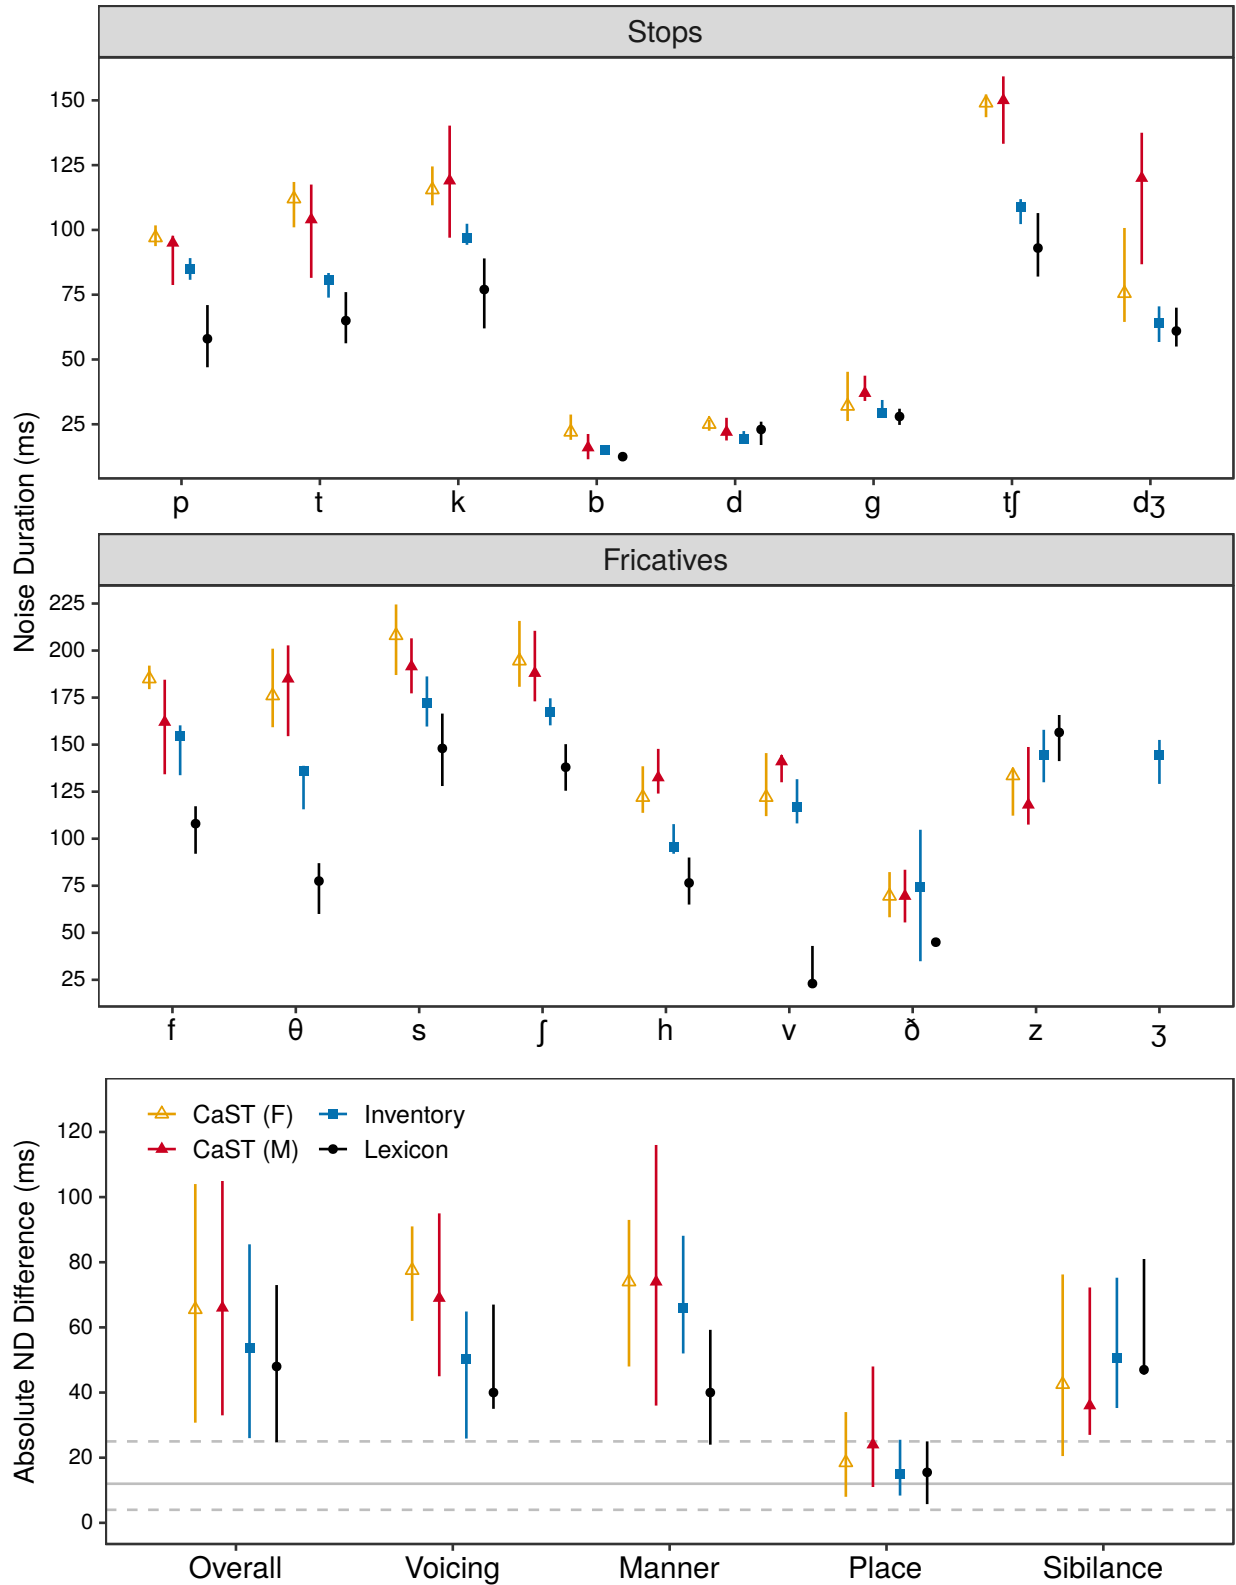 Stops
Noise Duration (ms)
150
125
100
75
50
25
p t k b d g tʃ dʒ
Fricatives
225
200
175
150
125
100
75
50
25
f θ s ʃ h v ð z ʒ
Absolute ND Difference (ms)
CaST (F) Inventory
CaST (M) Lexicon
120
100
80
60
40
20
0
Overall Voicing Manner Place Sibilance